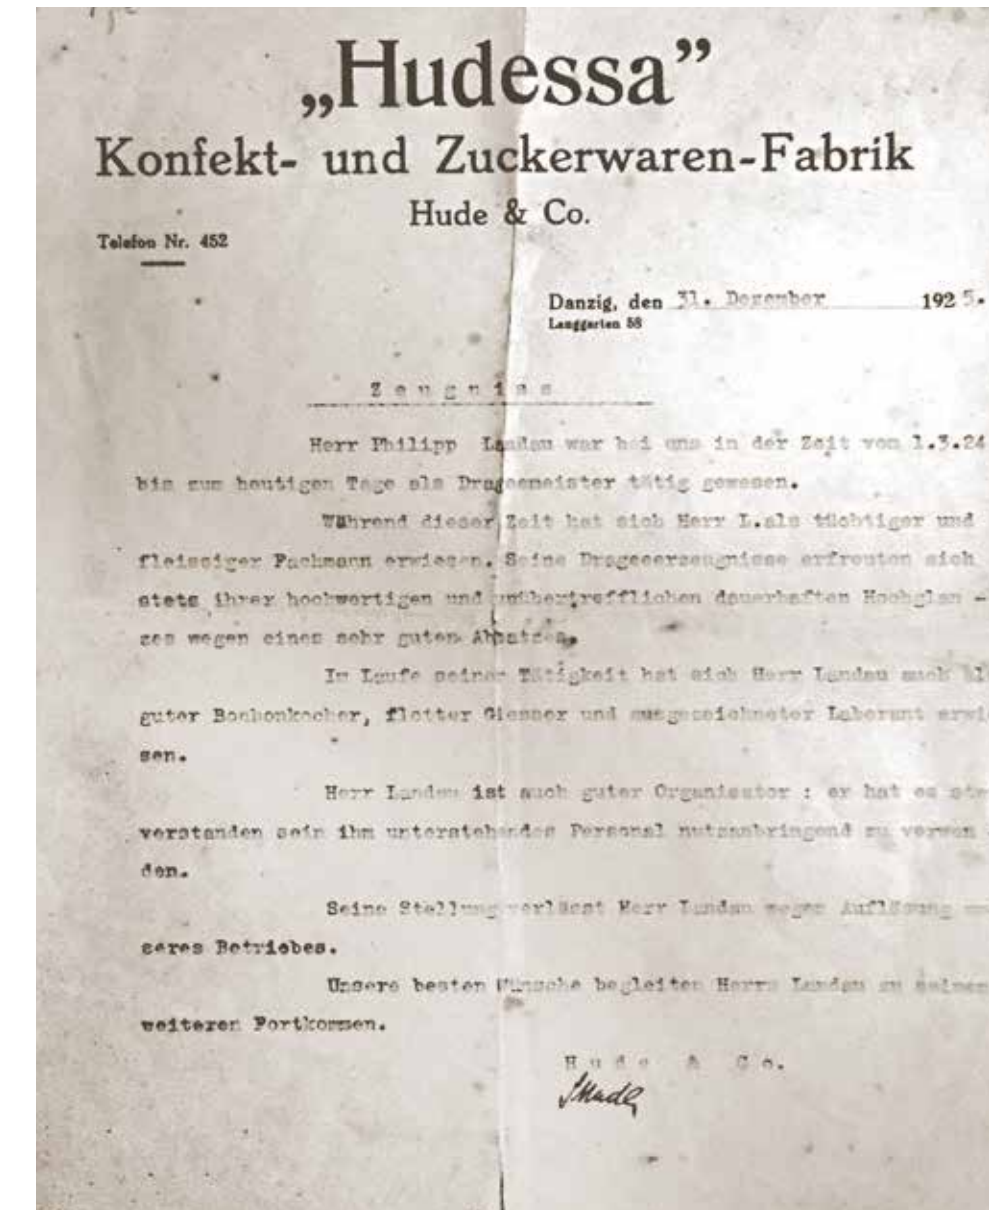 „Hudessa”
Konfekt- und Zuckerwaren-Fabrik
Hude & Co.
Telefon Nr. 452
Danzig, den 31. Dezember 1925.
Langgarten 58
Zeugniss
Herr Philipp Landau war bei uns in der Zeit vom 1.3.24
bis zum heutigen Tage als Drageemeister tätig gewesen.
Während dieser Zeit hat sich Herr L.als tüchtiger und
fleissiger Fachmann erwiesen. Seine Drageeerzeugnisse erfreuten sich
stets ihrer hochwertigen und unübertrefflichen dauerhaften Hochglan -
zes wegen eines sehr guten Absatzes.
Im Laufe seiner Tätigkeit hat sich Herr Landau auch al
guter Bonbonkocher, flotter Giesser und ausgezeichneter Laborant erwi
sen.
Herr Landau ist auch guter Organisator : er hat es ste
verstanden sein ihm unterstehendes Personal nutzenbringend zu verwen
den.
Seine Stellung verlässt Herr Landau wegen Auflösung un
seres Betriebes.
Unsere besten Wünsche begleiten Herrn Landau zu seinem
weiteren Fortkommen.
Hude & Co.